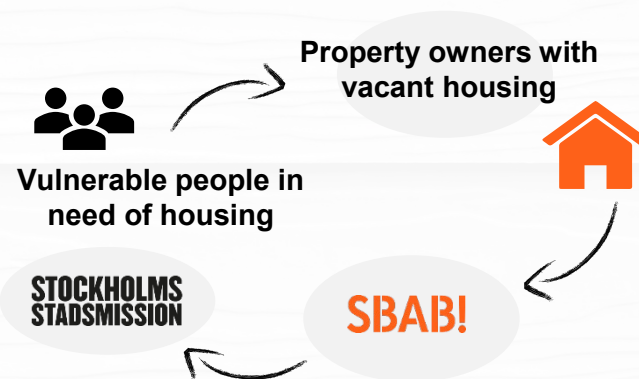 Property owners with
vacant housing
Vulnerable people in
need of housing
STOCKHOLMS
STADSMISSION
SBAB!